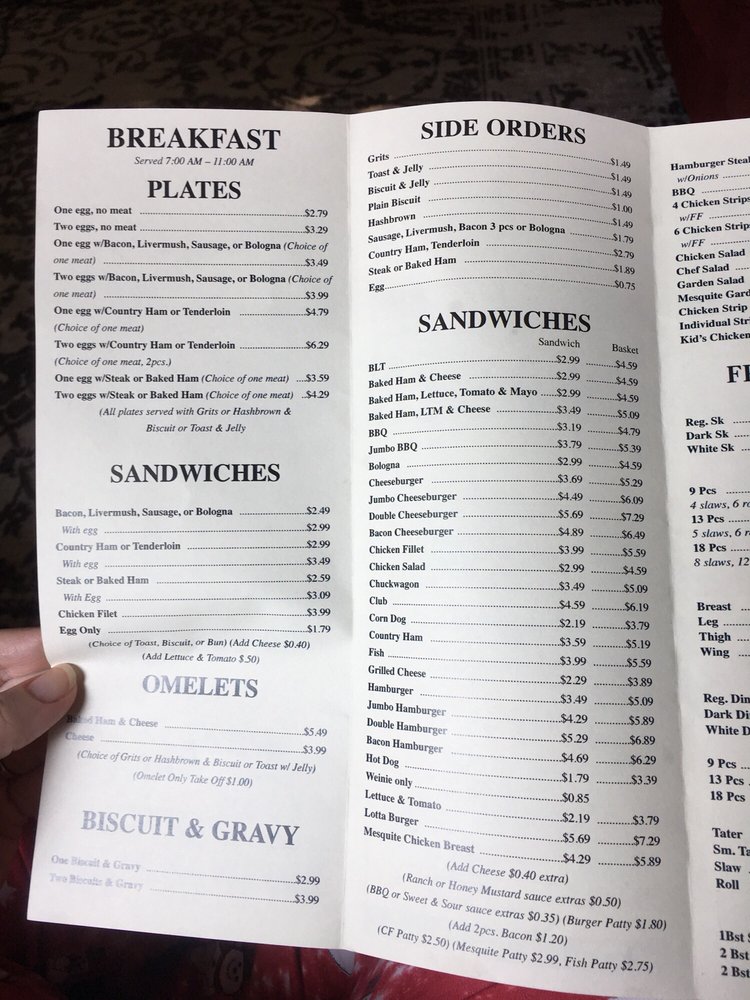 BREAKFAST
Served 7:00 AM – 11:00 AM
PLATES
One egg, no meat ........ $2.79
Two eggs, no meat ........ $3.29
One egg w/Bacon, Livermush, Sausage, or Bologna (Choice of
one meat) ........ $3.49
Two eggs w/Bacon, Livermush, Sausage, or Bologna (Choice of
one meat) ........ $3.99
One egg w/Country Ham or Tenderloin ........ $4.79
(Choice of one meat)
Two eggs w/Country Ham or Tenderloin ........ $6.29
(Choice of one meat, 2pcs.)
One egg w/Steak or Baked Ham (Choice of one meat) ....$3.59
Two eggs w/Steak or Baked Ham (Choice of one meat) ..$4.29
(All plates served with Grits or Hashbrown &
Biscuit or Toast & Jelly
SANDWICHES
Bacon, Livermush, Sausage, or Bologna ........ $2.49
With egg ........ $2.99
Country Ham or Tenderloin ........ $2.99
With egg ........ $3.49
Steak or Baked Ham ........ $2.59
With Egg ........ $3.09
Chicken Filet ........ $3.99
Egg Only ........ $1.79
(Choice of Toast, Biscuit, or Bun) (Add Cheese $0.40)
(Add Lettuce & Tomato $.50)
OMELETS
Baked Ham & Cheese ........ $5.49
Cheese ........ $3.99
(Choice of Grits or Hashbrown & Biscuit or Toast w/ Jelly)
(Omelet Only Take Off $1.00)
BISCUIT & GRAVY
One Biscuit & Gravy ........ $2.99
Two Biscuits & Gravy ........ $3.99
SIDE ORDERS
Grits ........ $1.49
Toast & Jelly ........ $1.49
Biscuit & Jelly ........ $1.49
Plain Biscuit ........ $1.00
Hashbrown ........ $1.49
Sausage, Livermush, Bacon 3 pcs or Bologna ........ $1.79
Country Ham, Tenderloin ........ $2.79
Steak or Baked Ham ........ $1.89
Egg ........ $0.75
SANDWICHES
Sandwich Basket
BLT ........ $2.99 ........ $4.59
Baked Ham & Cheese ........ $2.99 ........ $4.59
Baked Ham, Lettuce, Tomato & Mayo ........ $2.99 ........ $4.59
Baked Ham, LTM & Cheese ........ $3.49 ........ $5.09
BBQ ........ $3.19 ........ $4.79
Jumbo BBQ ........ $3.79 ........ $5.39
Bologna ........ $2.99 ........ $4.59
Cheeseburger ........ $3.69 ........ $5.29
Jumbo Cheeseburger ........ $4.49 ........ $6.09
Double Cheeseburger ........ $5.69 ........ $7.29
Bacon Cheeseburger ........ $4.89 ........ $6.49
Chicken Fillet ........ $3.99 ........ $5.59
Chicken Salad ........ $2.99 ........ $4.59
Chuckwagon ........ $3.49 ........ $5.09
Club ........ $4.59 ........ $6.19
Corn Dog ........ $2.19 ........ $3.79
Country Ham ........ $3.59 ........ $5.19
Fish ........ $3.99 ........ $5.59
Grilled Cheese ........ $2.29 ........ $3.89
Hamburger ........ $3.49 ........ $5.09
Jumbo Hamburger ........ $4.29 ........ $5.89
Double Hamburger ........ $5.29 ........ $6.89
Bacon Hamburger ........ $4.69 ........ $6.29
Hot Dog ........ $1.79 ........ $3.39
Weinie only ........ $0.85
Lettuce & Tomato ........ $2.19 ........ $3.79
Lotta Burger ........ $5.69 ........ $7.29
Mesquite Chicken Breast ........ $4.29 ........ $5.89
(Add Cheese $0.40 extra)
(Ranch or Honey Mustard sauce extras $0.50)
(BBQ or Sweet & Sour sauce extras $0.35) (Burger Patty $1.80)
(Add 2pcs. Bacon $1.20)
(CF Patty $2.50) (Mesquite Patty $2.99, Fish Patty $2.75)
Hamburger Steak
w/Onions
BBQ
4 Chicken Strips
w/FF
6 Chicken Strips
w/FF
Chicken Salad
Chef Salad
Garden Salad
Mesquite Gard
Chicken Strip
Individual Str
Kid's Chicken
Reg. Sk
Dark Sk
White Sk
9 Pcs
4 slaws, 6 ro
13 Pcs
5 slaws, 6 r
18 Pcs
8 slaws, 12
Breast
Leg
Thigh
Wing
Reg. Din
Dark Di
White D
9 Pcs
13 Pcs
18 Pcs
Tater
Sm. Ta
Slaw
Roll
1Bst
2 Bst
2 Bst